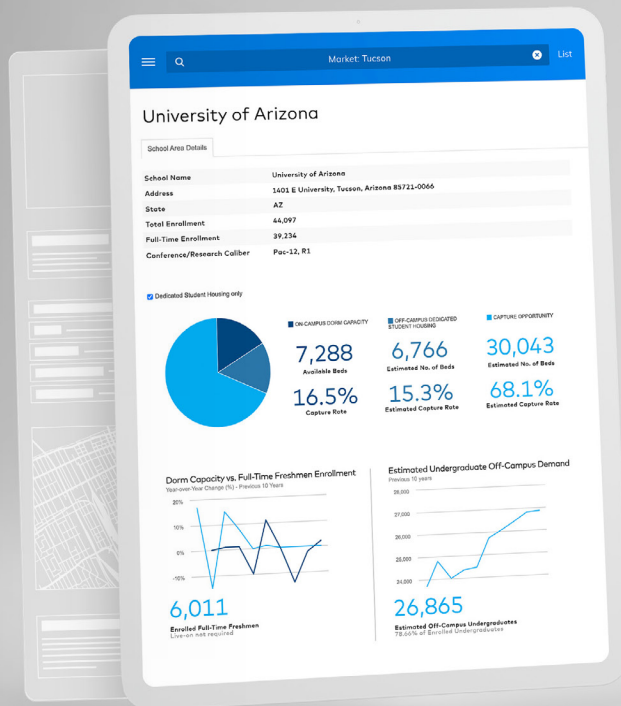 Market: Tucson
List
University of Arizona
School Area Details
School Name University of Arizona
Address 1401 E University, Tucson, Arizona 85721-0066
State AZ
Total Enrollment 44,097
Full-Time Enrollment 39,234
Conference/Research Caliber Pac-12, R1
Dedicated Student Housing only
ON-CAMPUS DORM CAPACITY
7,288
Available Beds
16.5%
Capture Rate
OFF-CAMPUS DEDICATED
STUDENT HOUSING
6,766
Estimated No. of Beds
15.3%
Estimated Capture Rate
CAPTURE OPPORTUNITY
30,043
Estimated No. of Beds
68.1%
Estimated Capture Rate
Dorm Capacity vs. Full-Time Freshmen Enrollment
Year-over-Year Change (%) - Previous 10 Years
20%
10%
0%
-10%
6,011
Enrolled Full-Time Freshmen
Live-on not required
Estimated Undergraduate Off-Campus Demand
Previous 10 years
28,000
27,000
26,000
25,000
24,000
26,865
Estimated Off-Campus Undergraduates
78.66% of Enrolled Undergraduates